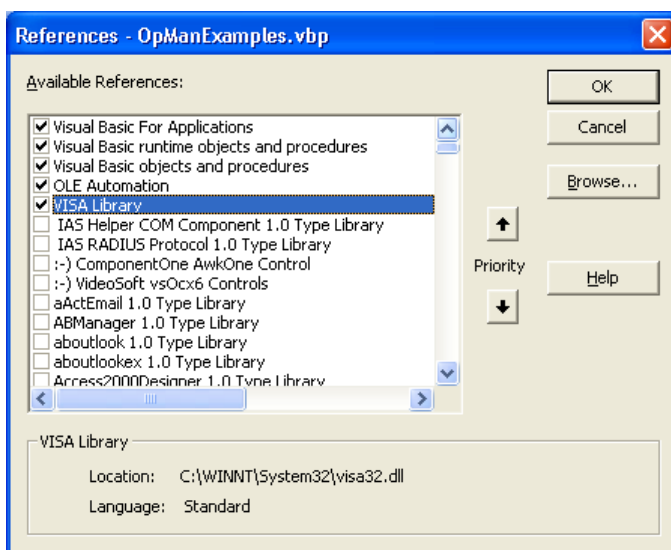 References - OpManExamples.vbp
Available References:
OK
Cancel
Browse...
Help
Visual Basic For Applications
Visual Basic runtime objects and procedures
Visual Basic objects and procedures
OLE Automation
VISA Library
IAS Helper COM Component 1.0 Type Library
IAS RADIUS Protocol 1.0 Type Library
:-) ComponentOne AwkOne Control
:-) VideoSoft vsOcx6 Controls
aActEmail 1.0 Type Library
ABManager 1.0 Type Library
aboutlook 1.0 Type Library
aboutlookex 1.0 Type Library
Access2000Designer 1.0 Type Library
Priority
VISA Library
Location: C:\WINNT\System32\visa32.dll
Language: Standard